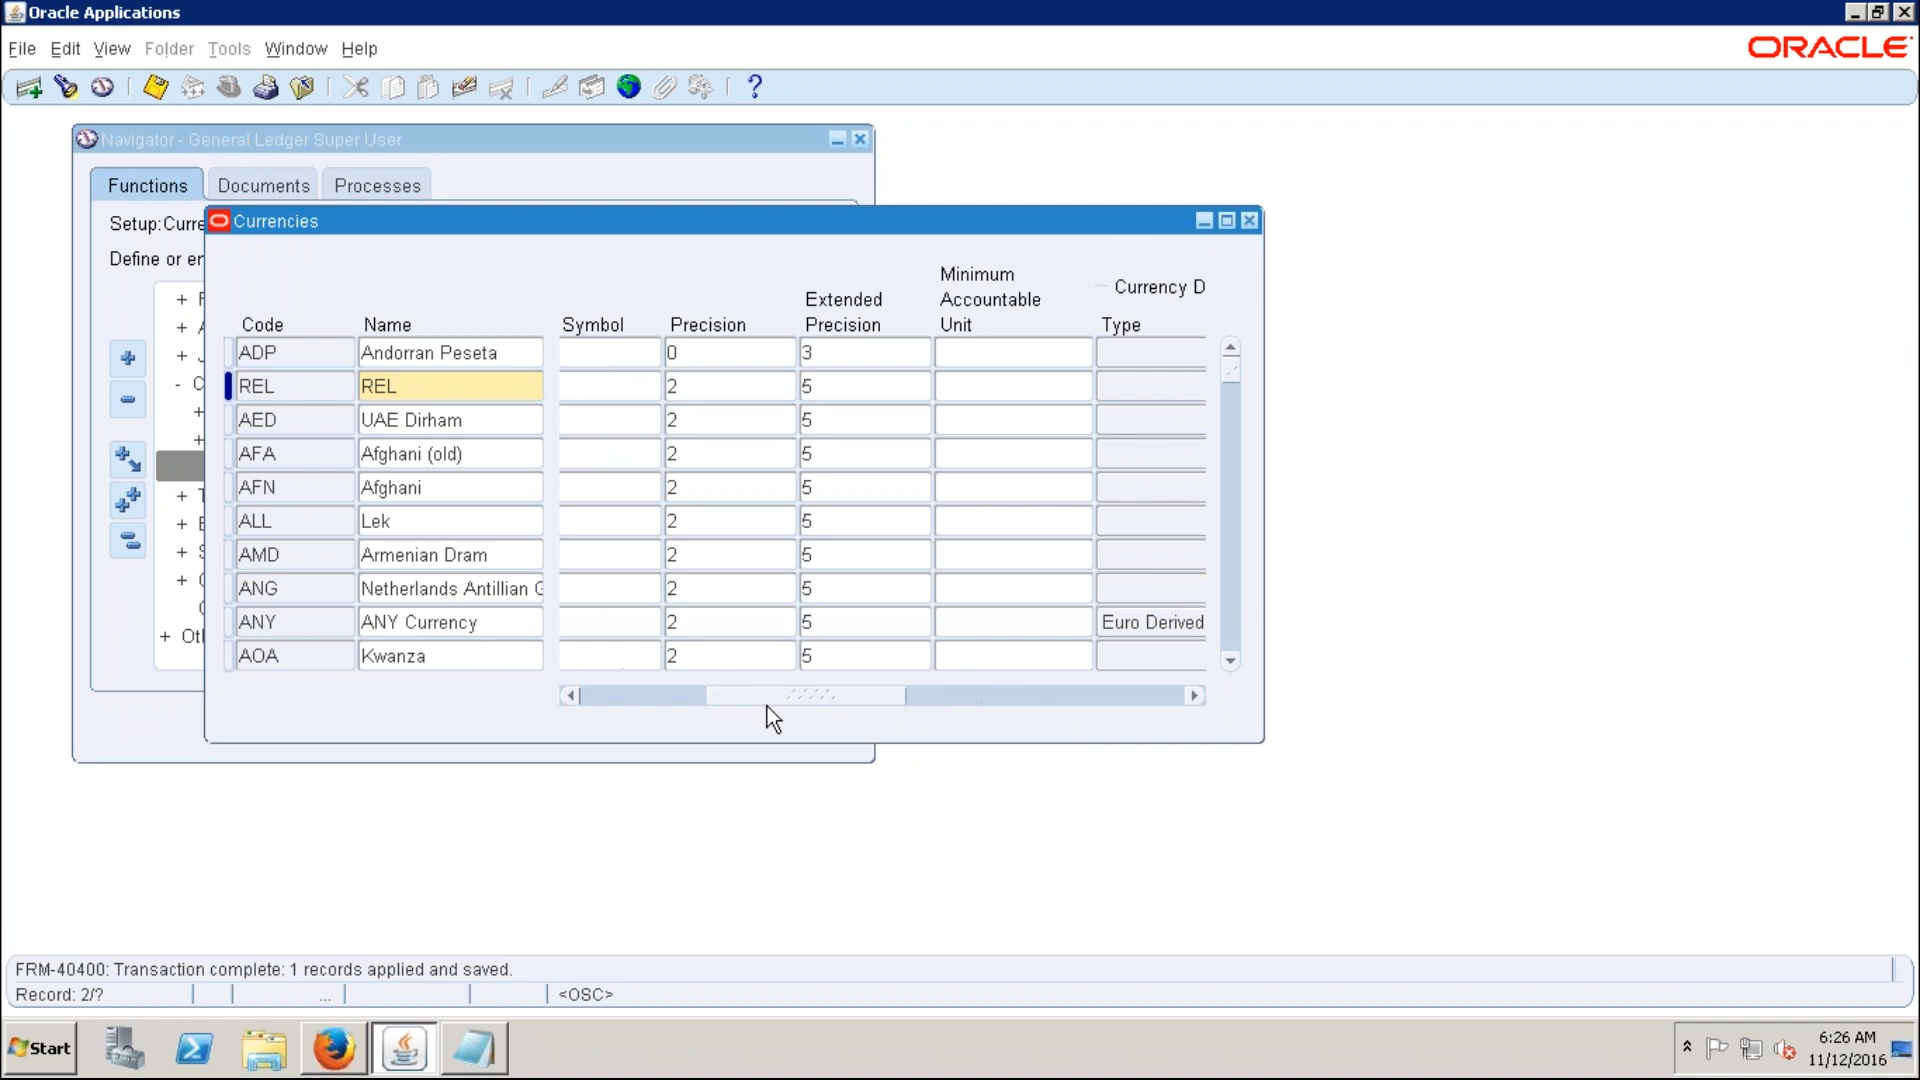 Oracle Applications
File Edit View Folder Tools Window Help
ORACLE
Navigator - General Ledger Super User
Functions Documents Processes
Setup:Curre
Define or en
Currencies
Code Name Symbol Precision Extended Precision Minimum Accountable Unit Currency D Type
ADP Andorran Peseta 0 3
REL REL 2 5
AED UAE Dirham 2 5
AFA Afghani (old) 2 5
AFN Afghani 2 5
ALL Lek 2 5
AMD Armenian Dram 2 5
ANG Netherlands Antillian G 2 5
ANY ANY Currency 2 5 Euro Derived
AOA Kwanza 2 5
+ Otl
FRM-40400: Transaction complete: 1 records applied and saved.
Record: 2/? ... <OSC>
Start
6:26 AM
11/12/2016